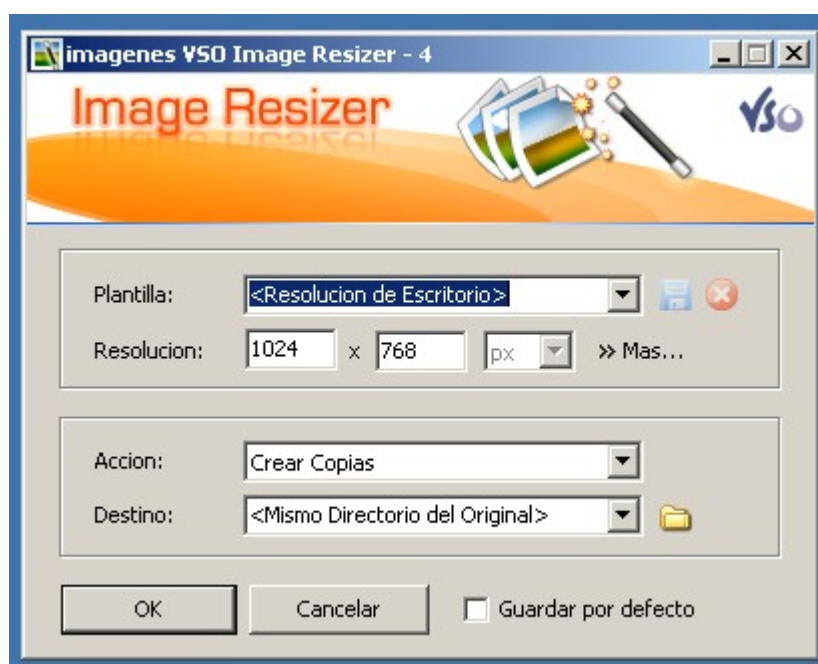 imagenes VSO Image Resizer - 4
Image Resizer
VSO
Plantilla: <Resolucion de Escritorio>
Resolucion: 1024 x 768 px >> Mas...
Accion: Crear Copias
Destino: <Mismo Directorio del Original>
OK Cancelar Guardar por defecto